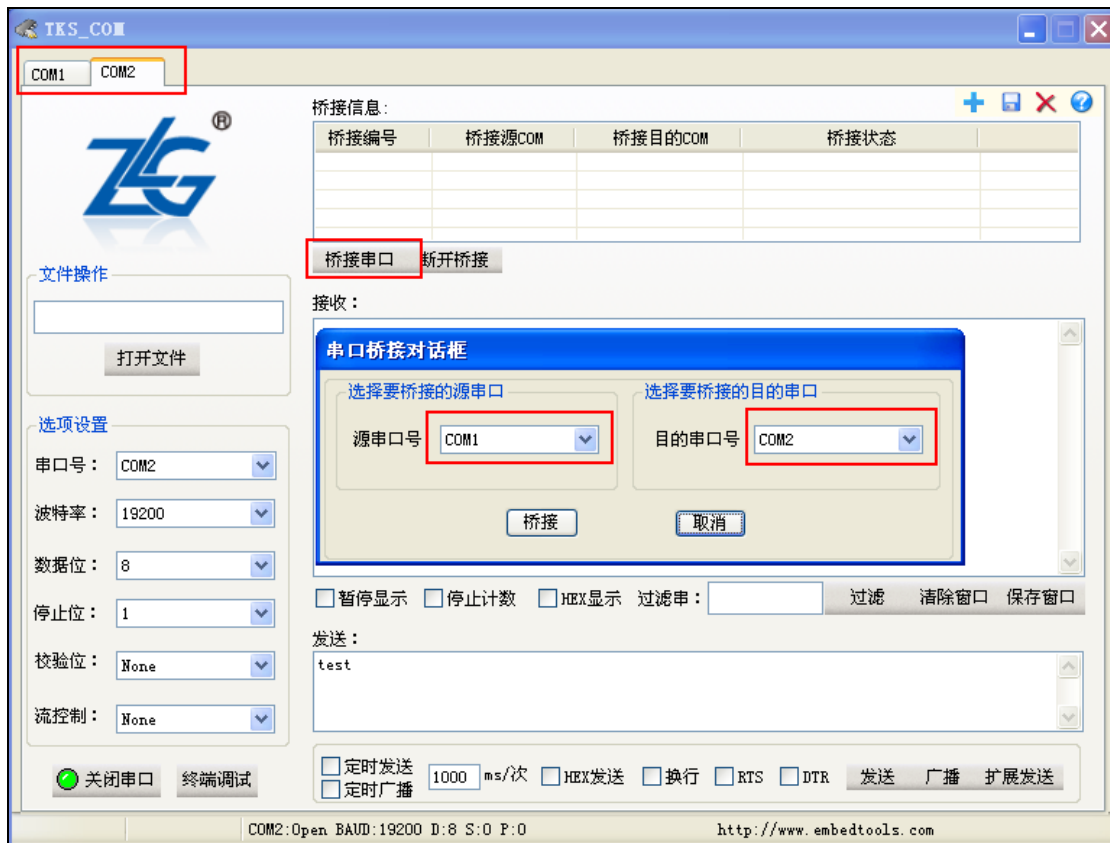 TKS_COM
COM1 COM2
ZLG ®
桥接信息:
桥接编号 桥接源COM 桥接目的COM 桥接状态
桥接串口 断开桥接
文件操作
打开文件
接收：
串口桥接对话框
选择要桥接的源串口 选择要桥接的目的串口
源串口号 COM1 目的串口号 COM2
桥接 取消
选项设置
串口号： COM2
波特率： 19200
数据位： 8
停止位： 1
校验位： None
流控制： None
关闭串口 终端调试
暂停显示 停止计数 HEX显示 过滤串： 过滤 清除窗口 保存窗口
发送：
test
定时发送
定时广播
1000 ms/次 HEX发送 换行 RTS DTR 发送 广播 扩展发送
COM2:Open BAUD:19200 D:8 S:0 P:0 http://www.embedtools.com